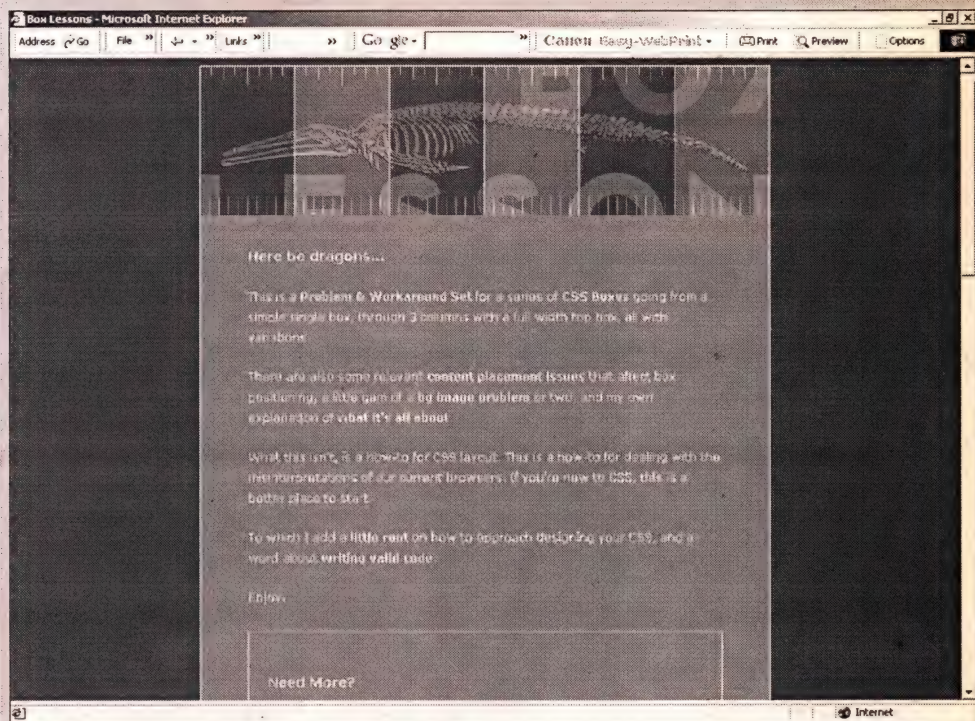 Box Lessons - Microsoft Internet Explorer
Address Go File » » Links » » Google » Canon Easy-WebPrint Print Preview Options
BOX
LESSON
Here be dragons...
This is a Problem & Workaround Set for a series of CSS Boxes going from a
simple single box, through 3 columns with a full width top box, all with
variations
There are also some relevant content placement issues that affect box
positioning, a little gem of a bg image problem or two, and my own
explanation of what it's all about
What this isn't, is a how-to for CSS layout. This is a how-to for dealing with the
misinterpretations of our current browsers. If you're new to CSS, this is a
better place to start.
To which I add a little rant on how to approach designing your CSS, and a
word about writing valid code.
Enjoy.
Need More?
Internet